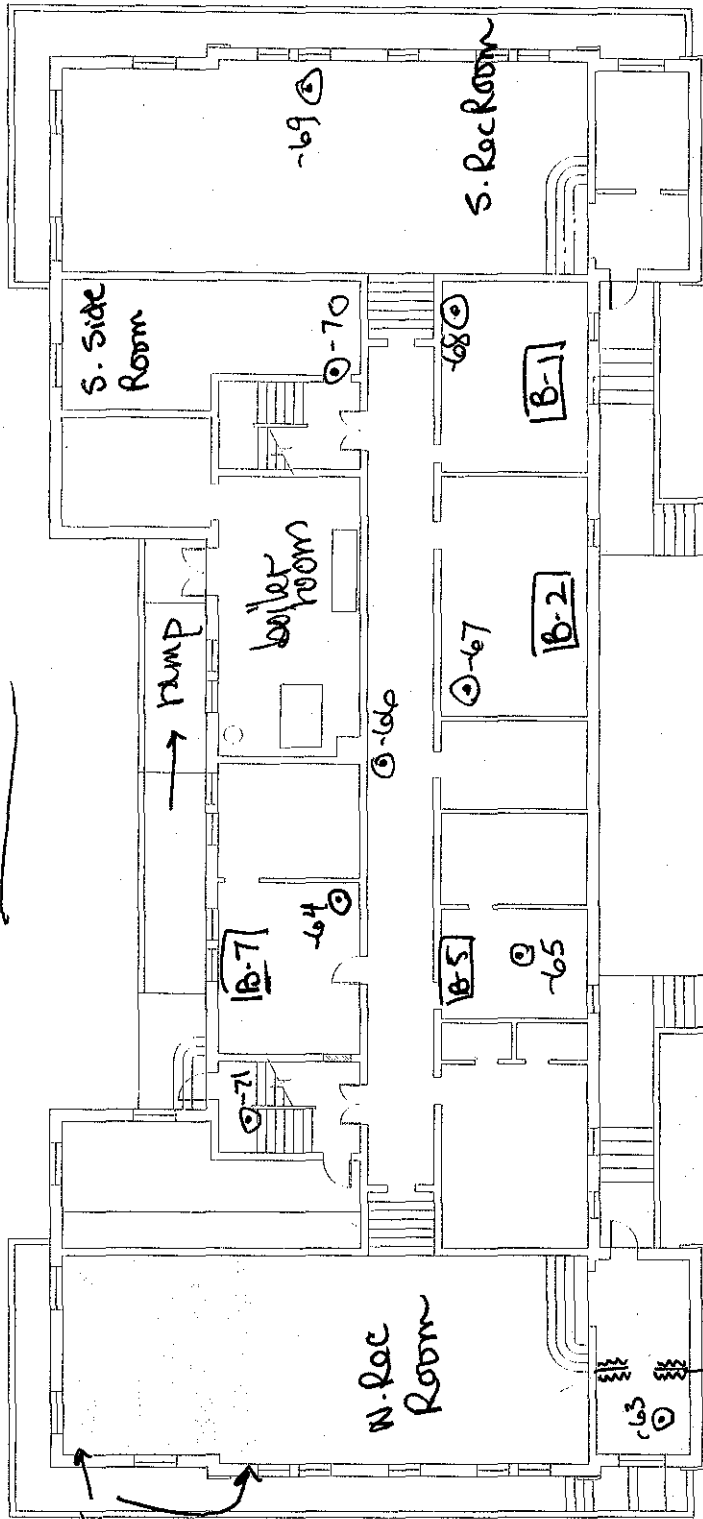 S. Rec Room
-69
S. Side
Room
-70
-68
B-1
boiler
room
ramp
B-2
-67
-66
B-7
-64
B-5
-65
-71
N. Rec
Room
-63